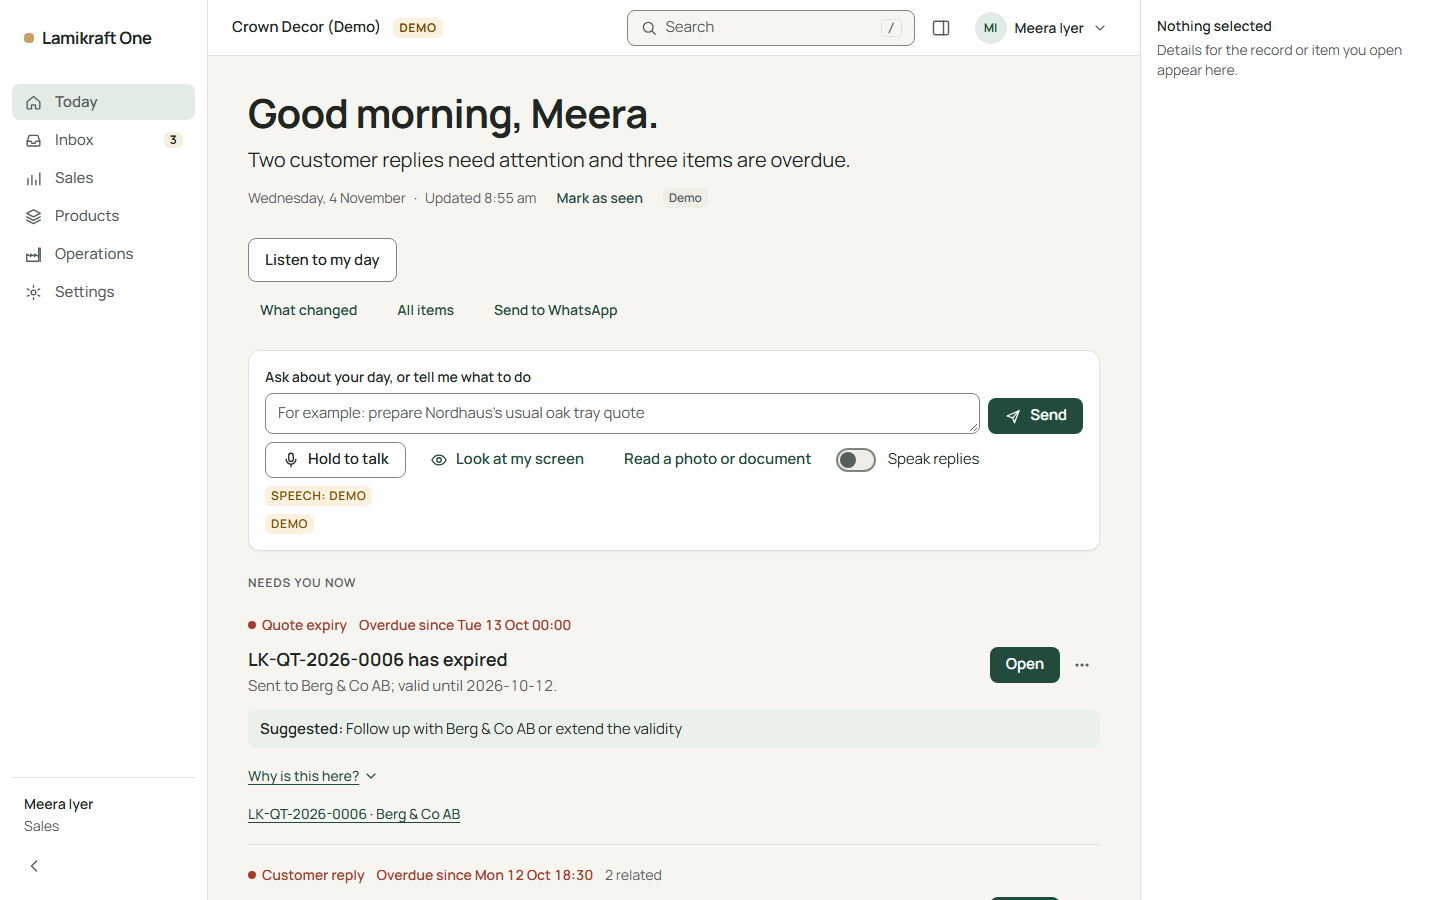 Lamikraft One
Today
Inbox 3
Sales
Products
Operations
Settings
Meera Iyer
Sales
Crown Decor (Demo) DEMO
Search /
MI Meera Iyer
Good morning, Meera.
Two customer replies need attention and three items are overdue.
Wednesday, 4 November · Updated 8:55 am Mark as seen Demo
Listen to my day
What changed All items Send to WhatsApp
Ask about your day, or tell me what to do
For example: prepare Nordhaus's usual oak tray quote
Send
Hold to talk Look at my screen Read a photo or document Speak replies
SPEECH: DEMO
DEMO
NEEDS YOU NOW
Quote expiry Overdue since Tue 13 Oct 00:00
LK-QT-2026-0006 has expired
Sent to Berg & Co AB; valid until 2026-10-12.
Open
Suggested: Follow up with Berg & Co AB or extend the validity
Why is this here?
LK-QT-2026-0006 · Berg & Co AB
Customer reply Overdue since Mon 12 Oct 18:30 2 related
Nothing selected
Details for the record or item you open
appear here.